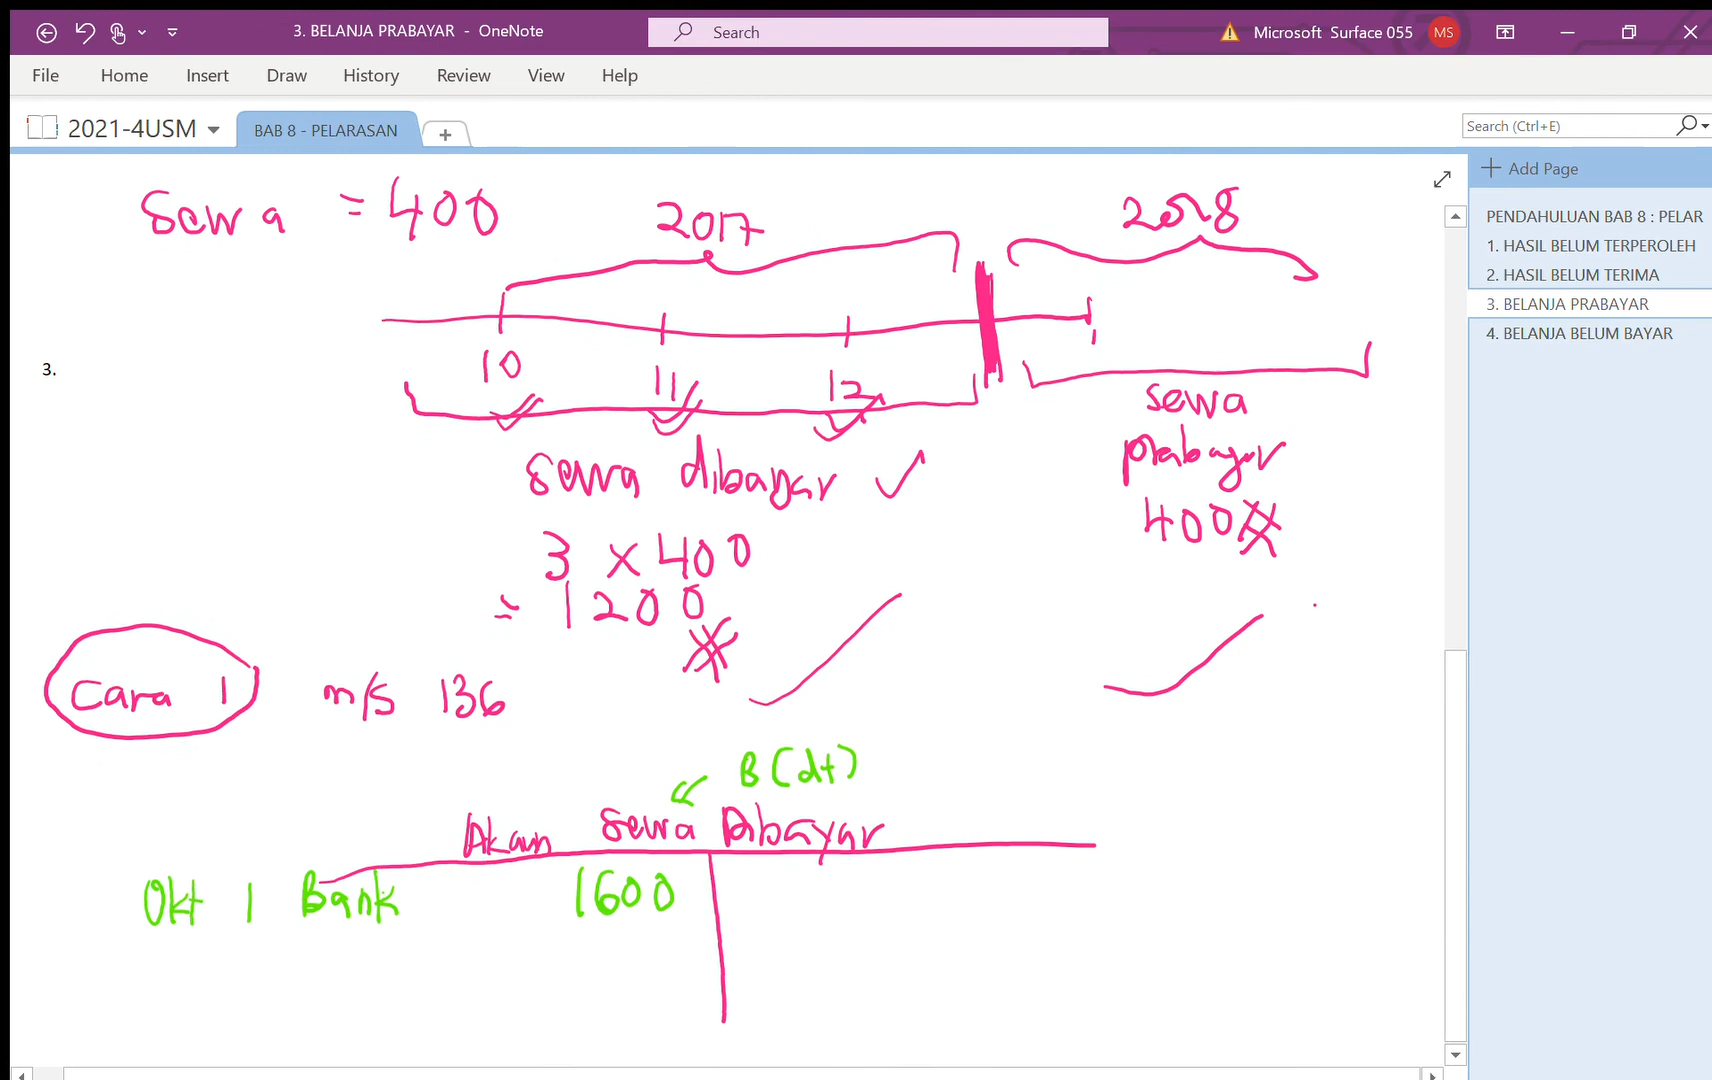 3. BELANJA PRABAYAR - OneNote
Search
Microsoft Surface 055
MS
File Home Insert Draw History Review View Help
2021-4USM
BAB 8 - PELARASAN
+
Search (Ctrl+E)
Add Page
PENDAHULUAN BAB 8 : PELAR
1. HASIL BELUM TERPEROLEH
2. HASIL BELUM TERIMA
3. BELANJA PRABAYAR
4. BELANJA BELUM BAYAR
Sewa = 400
2017
2018
3.
10 11 12 1
sewa dibayar ✓
3 x 400
= 1200
sewa
prabayar
400
Cara 1 m/s 136
B (dt)
Akaun Sewa Dibayar
Okt 1 Bank 1600